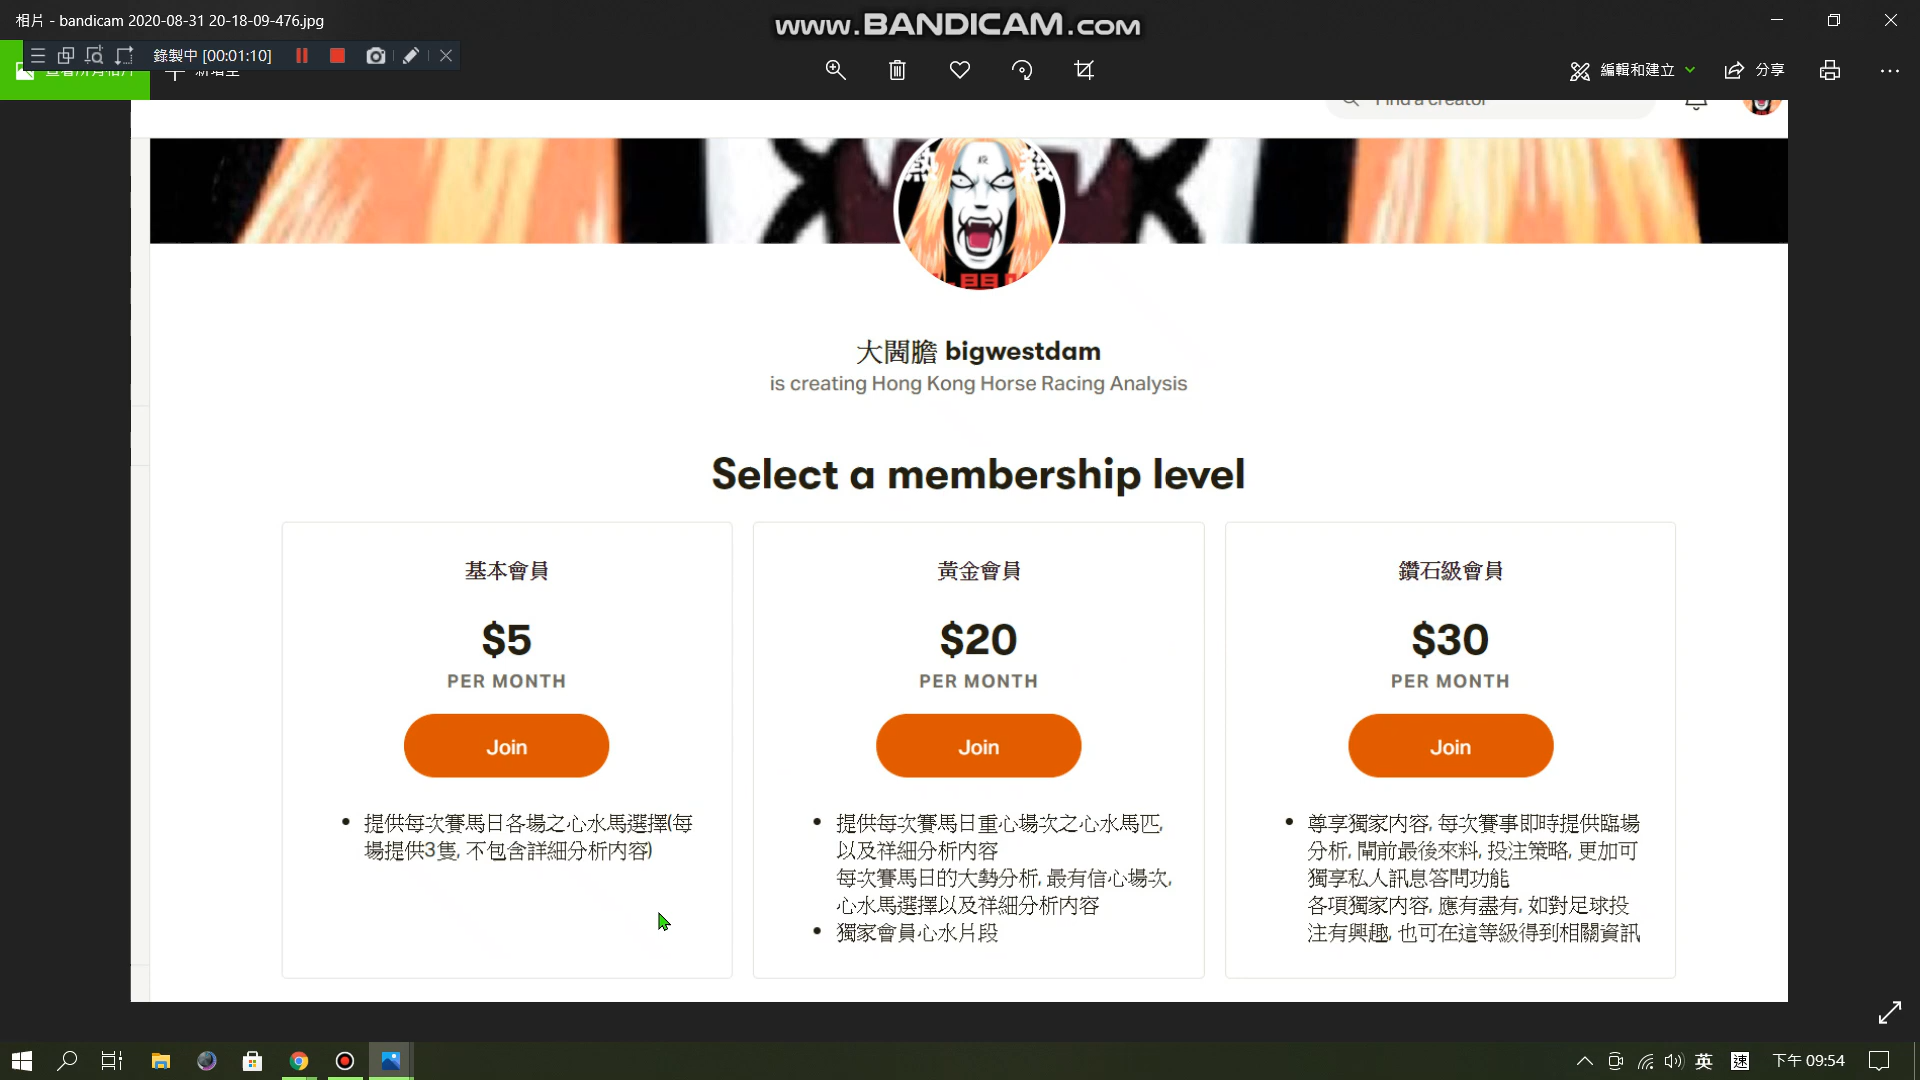 相片 - bandicam 2020-08-31 20-18-09-476.jpg
www.BANDICAM.com
錄製中 [00:01:10]
編輯和建立
分享
Find a creator
熱 殺
大閪膽 bigwestdam
is creating Hong Kong Horse Racing Analysis
Select a membership level
基本會員
$5
PER MONTH
Join
提供每次賽馬日各場之心水馬選擇(每
場提供3隻, 不包含詳細分析內容)
黃金會員
$20
PER MONTH
Join
提供每次賽馬日重心場次之心水馬匹,
以及祥細分析內容
每次賽馬日的大勢分析, 最有信心場次,
心水馬選擇以及祥細分析內容
獨家會員心水片段
鑽石級會員
$30
PER MONTH
Join
尊享獨家內容, 每次賽事即時提供臨場
分析, 閘前最後來料, 投注策略, 更加可
獨享私人訊息答問功能
各項獨家內容, 應有盡有, 如對足球投
注有興趣, 也可在這等級得到相關資訊
英
速
下午 09:54